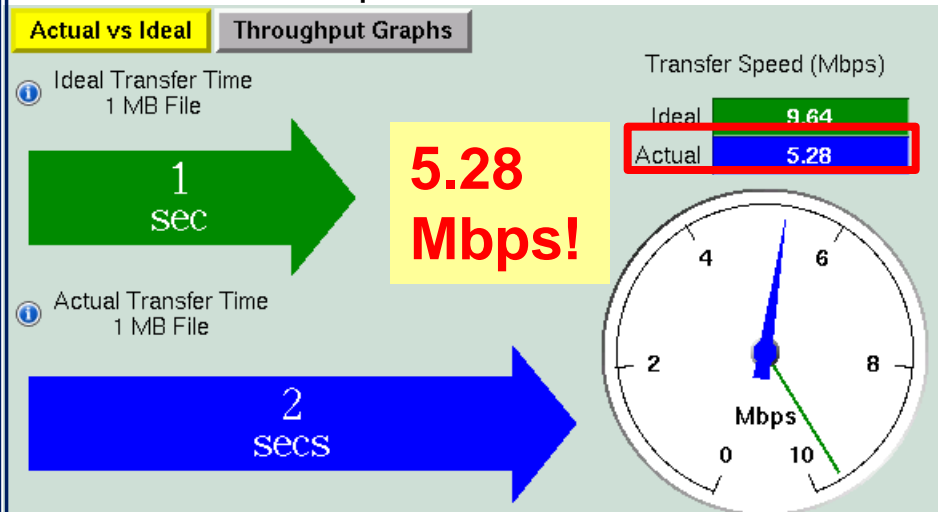 Actual vs Ideal Throughput Graphs
Ideal Transfer Time
1 MB File
Transfer Speed (Mbps)
Ideal 9.64
Actual 5.28
1
sec
5.28
Mbps!
Actual Transfer Time
1 MB File
2
secs
4 6
2 8
Mbps
0 10